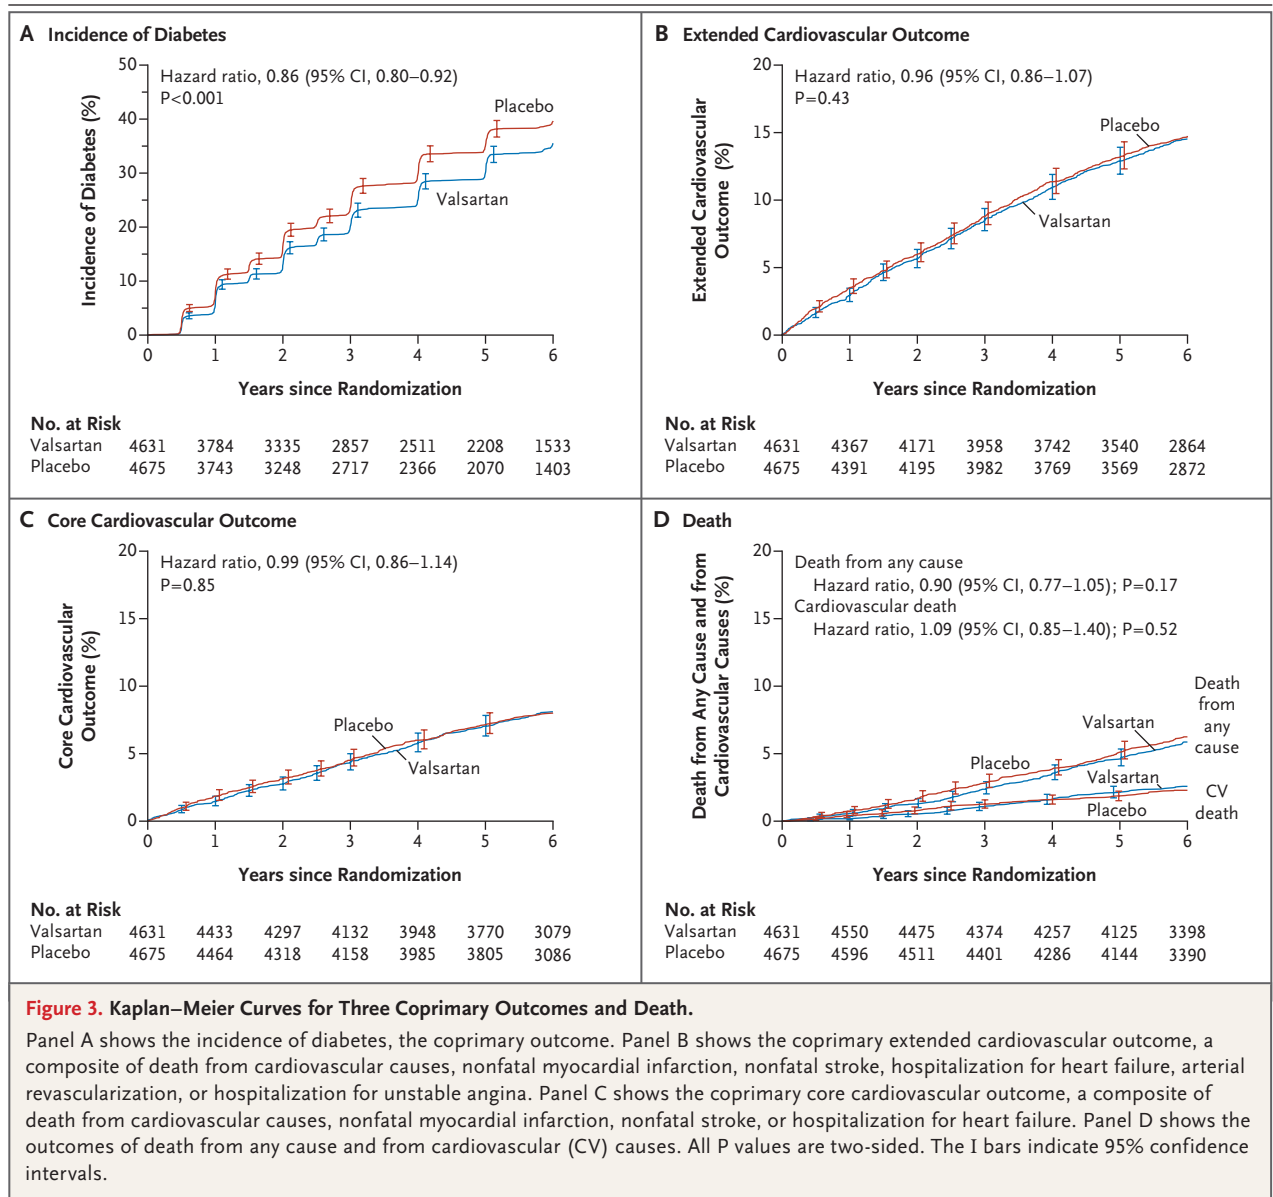 A Incidence of Diabetes
50
40
30
20
10
0
Incidence of Diabetes (%)
Hazard ratio, 0.86 (95% CI, 0.80–0.92)
P<0.001
Placebo
Valsartan
0 1 2 3 4 5 6
Years since Randomization
No. at Risk
Valsartan 4631 3784 3335 2857 2511 2208 1533
Placebo 4675 3743 3248 2717 2366 2070 1403
B Extended Cardiovascular Outcome
20
15
10
5
0
Extended Cardiovascular
Outcome (%)
Hazard ratio, 0.96 (95% CI, 0.86–1.07)
P=0.43
Placebo
Valsartan
0 1 2 3 4 5 6
Years since Randomization
No. at Risk
Valsartan 4631 4367 4171 3958 3742 3540 2864
Placebo 4675 4391 4195 3982 3769 3569 2872
C Core Cardiovascular Outcome
20
15
10
5
0
Core Cardiovascular
Outcome (%)
Hazard ratio, 0.99 (95% CI, 0.86–1.14)
P=0.85
Placebo
Valsartan
0 1 2 3 4 5 6
Years since Randomization
No. at Risk
Valsartan 4631 4433 4297 4132 3948 3770 3079
Placebo 4675 4464 4318 4158 3985 3805 3086
D Death
20
15
10
5
0
Death from Any Cause and from
Cardiovascular Causes (%)
Death from any cause
Hazard ratio, 0.90 (95% CI, 0.77–1.05); P=0.17
Cardiovascular death
Hazard ratio, 1.09 (95% CI, 0.85–1.40); P=0.52
Death
from
any
cause
Valsartan
Placebo
Valsartan
Placebo
CV
death
0 1 2 3 4 5 6
Years since Randomization
No. at Risk
Valsartan 4631 4550 4475 4374 4257 4125 3398
Placebo 4675 4596 4511 4401 4286 4144 3390
Figure 3. Kaplan–Meier Curves for Three Coprimary Outcomes and Death.
Panel A shows the incidence of diabetes, the coprimary outcome. Panel B shows the coprimary extended cardiovascular outcome, a
composite of death from cardiovascular causes, nonfatal myocardial infarction, nonfatal stroke, hospitalization for heart failure, arterial
revascularization, or hospitalization for unstable angina. Panel C shows the coprimary core cardiovascular outcome, a composite of
death from cardiovascular causes, nonfatal myocardial infarction, nonfatal stroke, or hospitalization for heart failure. Panel D shows the
outcomes of death from any cause and from cardiovascular (CV) causes. All P values are two-sided. The I bars indicate 95% confidence
intervals.